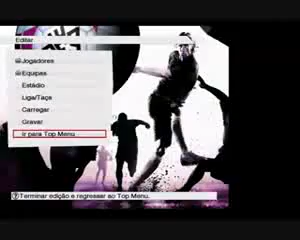 Editar
Jogadores
Equipas
Estádio
Liga/Taça
Carregar
Gravar
Ir para Top Menu
Terminar edição e regressar ao Top Menu.